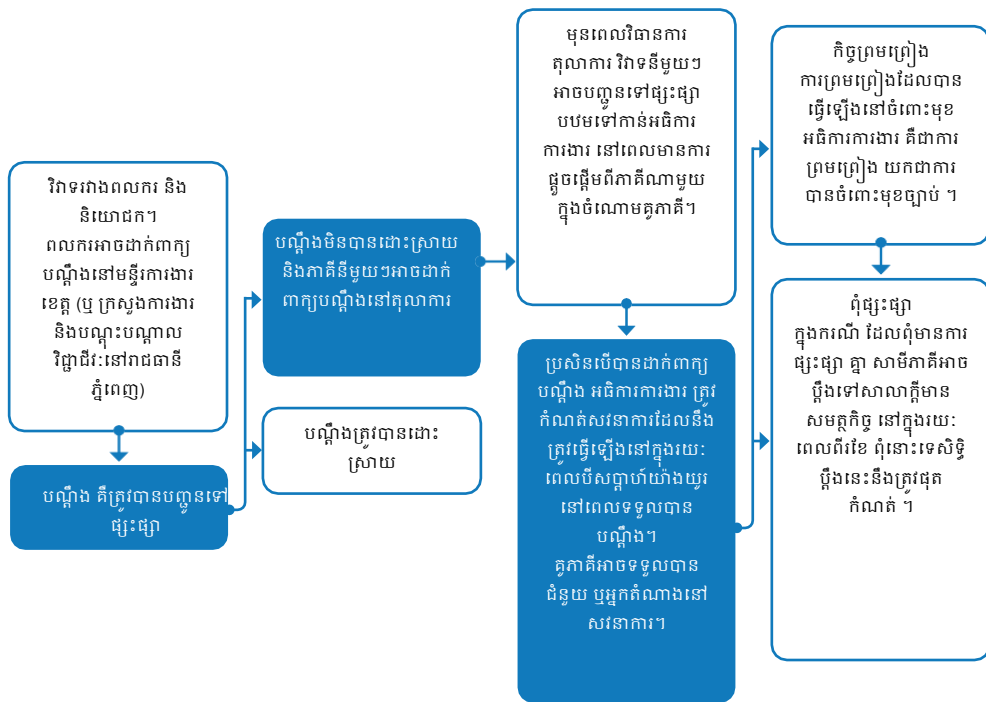 វិវាទរវាងពលករ និង
និយោជក។
ពលករអាចដាក់ពាក្យ
បណ្តឹងនៅមន្ទីរការងារ
ខេត្ត (ឬ ក្រសួងការងារ
និងបណ្តុះបណ្តាល
វិជ្ជាជីវៈនៅរាជធានី
ភ្នំពេញ)
បណ្តឹង គឺត្រូវបានបញ្ជូនទៅ
ផ្សះផ្សា
បណ្តឹងមិនបានដោះស្រាយ
និងភាគីនីមួយៗអាចដាក់
ពាក្យបណ្តឹងនៅតុលាការ
បណ្តឹងត្រូវបានដោះ
ស្រាយ
មុនពេលវិធានការ
តុលាការ វិវាទនីមួយៗ
អាចបញ្ជូនទៅផ្សះផ្សា
បឋមទៅកាន់អធិការ
ការងារ នៅពេលមានការ
ផ្តួចផ្តើមពីភាគីណាមួយ
ក្នុងចំណោមគូភាគី។
ប្រសិនបើបានដាក់ពាក្យ
បណ្តឹង អធិការការងារ ត្រូវ
កំណត់សវនាការដែលនឹង
ត្រូវធ្វើឡើងនៅក្នុងរយៈ
ពេលបីសប្តាហ៍យ៉ាងយូរ
នៅពេលទទួលបាន
បណ្តឹង។
គូភាគីអាចទទួលបាន
ជំនួយ ឬអ្នកតំណាងនៅ
សវនាការ។
កិច្ចព្រមព្រៀង
ការព្រមព្រៀងដែលបាន
ធ្វើឡើងនៅចំពោះមុខ
អធិការការងារ គឺជាការ
ព្រមព្រៀង យកជាការ
បានចំពោះមុខច្បាប់ ។
ពុំផ្សះផ្សា
ក្នុងករណី ដែលពុំមានការ
ផ្សះផ្សា គ្នា សាមីភាគីអាច
ប្តឹងទៅសាលាក្តីមាន
សមត្ថកិច្ច នៅក្នុងរយៈ
ពេលពីរខែ ពុំនោះទេសិទ្ធិ
ប្តឹងនេះនឹងត្រូវផុត
កំណត់ ។